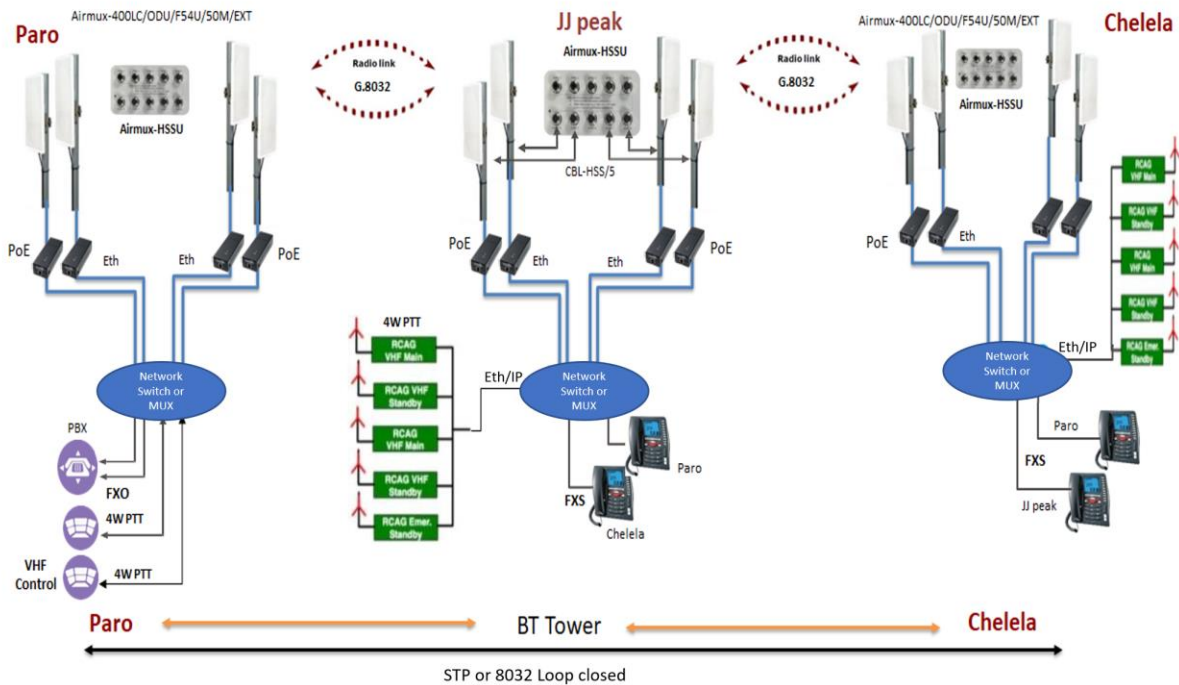 Airmux-400LC/ODU/F54U/50M/EXT
Paro
Airmux-HSSU
PoE
Eth
Eth
PoE
Network
Switch or
MUX
PBX
FXO
4W PTT
VHF
Control
4W PTT
Radio link
G.8032
JJ peak
Airmux-HSSU
CBL-HSS/5
PoE
Eth
Eth
PoE
4W PTT
RCAG
VHF Main
RCAG VHF
Standby
RCAG
VHF Main
RCAG VHF
Standby
RCAG Emer.
Standby
Eth/IP
Network
Switch or
MUX
Paro
FXS
Chelela
Radio link
G.8032
Airmux-400LC/ODU/F54U/50M/EXT
Chelela
Airmux-HSSU
PoE
Eth
RCAG
VHF Main
RCAG VHF
Standby
RCAG
VHF Main
RCAG VHF
Standby
RCAG Emer.
Standby
Eth/IP
Network
Switch or
MUX
Paro
FXS
JJ peak
Paro
BT Tower
Chelela
STP or 8032 Loop closed